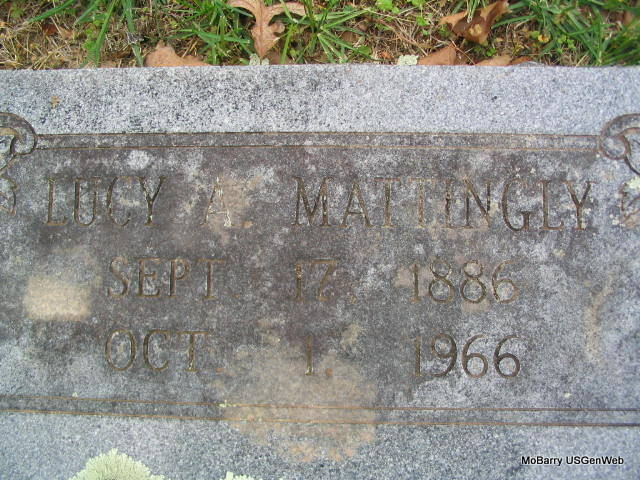 LUCY A. MATTINGLY
SEPT. 17, 1886
OCT. 1, 1966
MoBarry USGenWeb